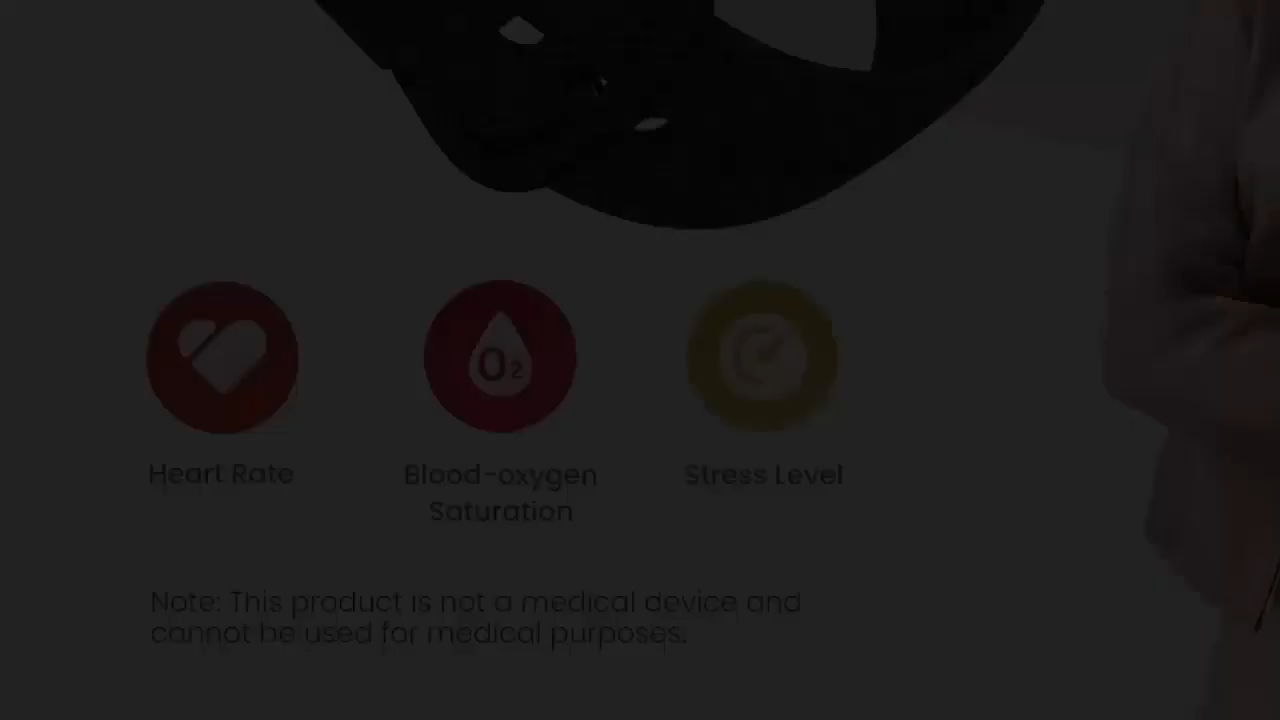 O2
Heart Rate
Blood-oxygen
Saturation
Stress Level
Note: This product is not a medical device and
cannot be used for medical purposes.